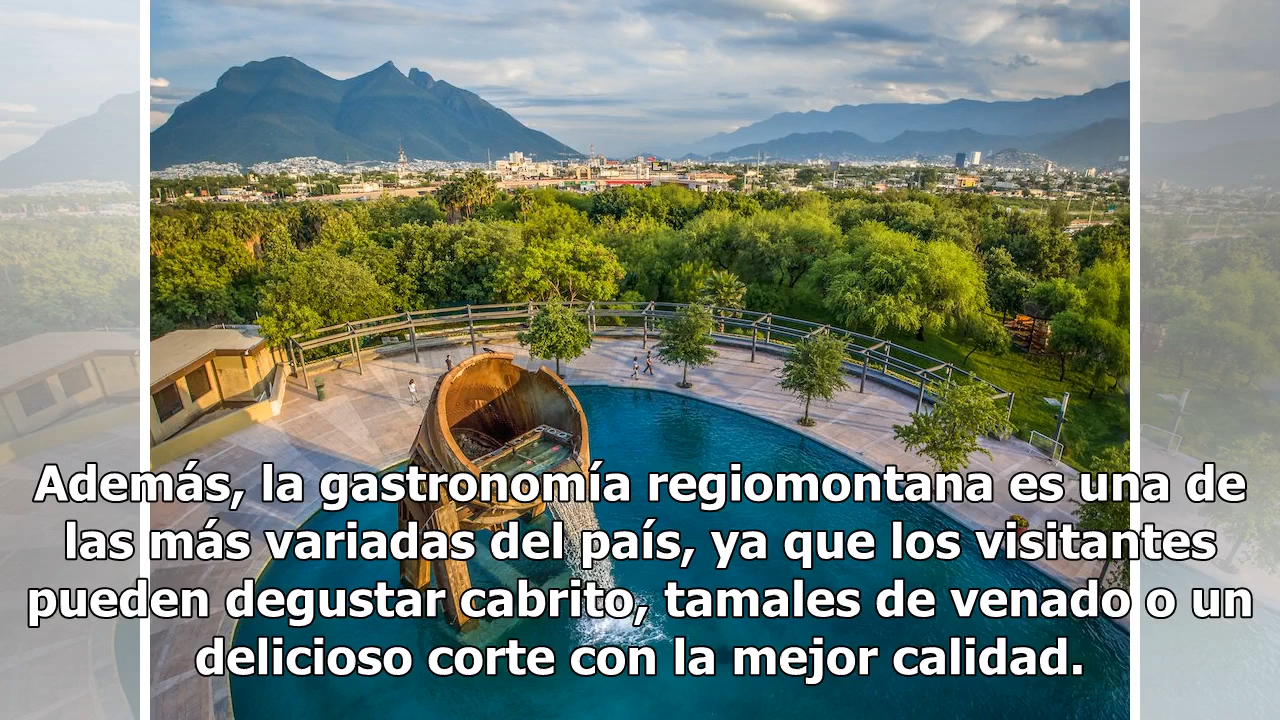 Además, la gastronomía regiomontana es una de
las más variadas del país, ya que los visitantes
pueden degustar cabrito, tamales de venado o un
delicioso corte con la mejor calidad.